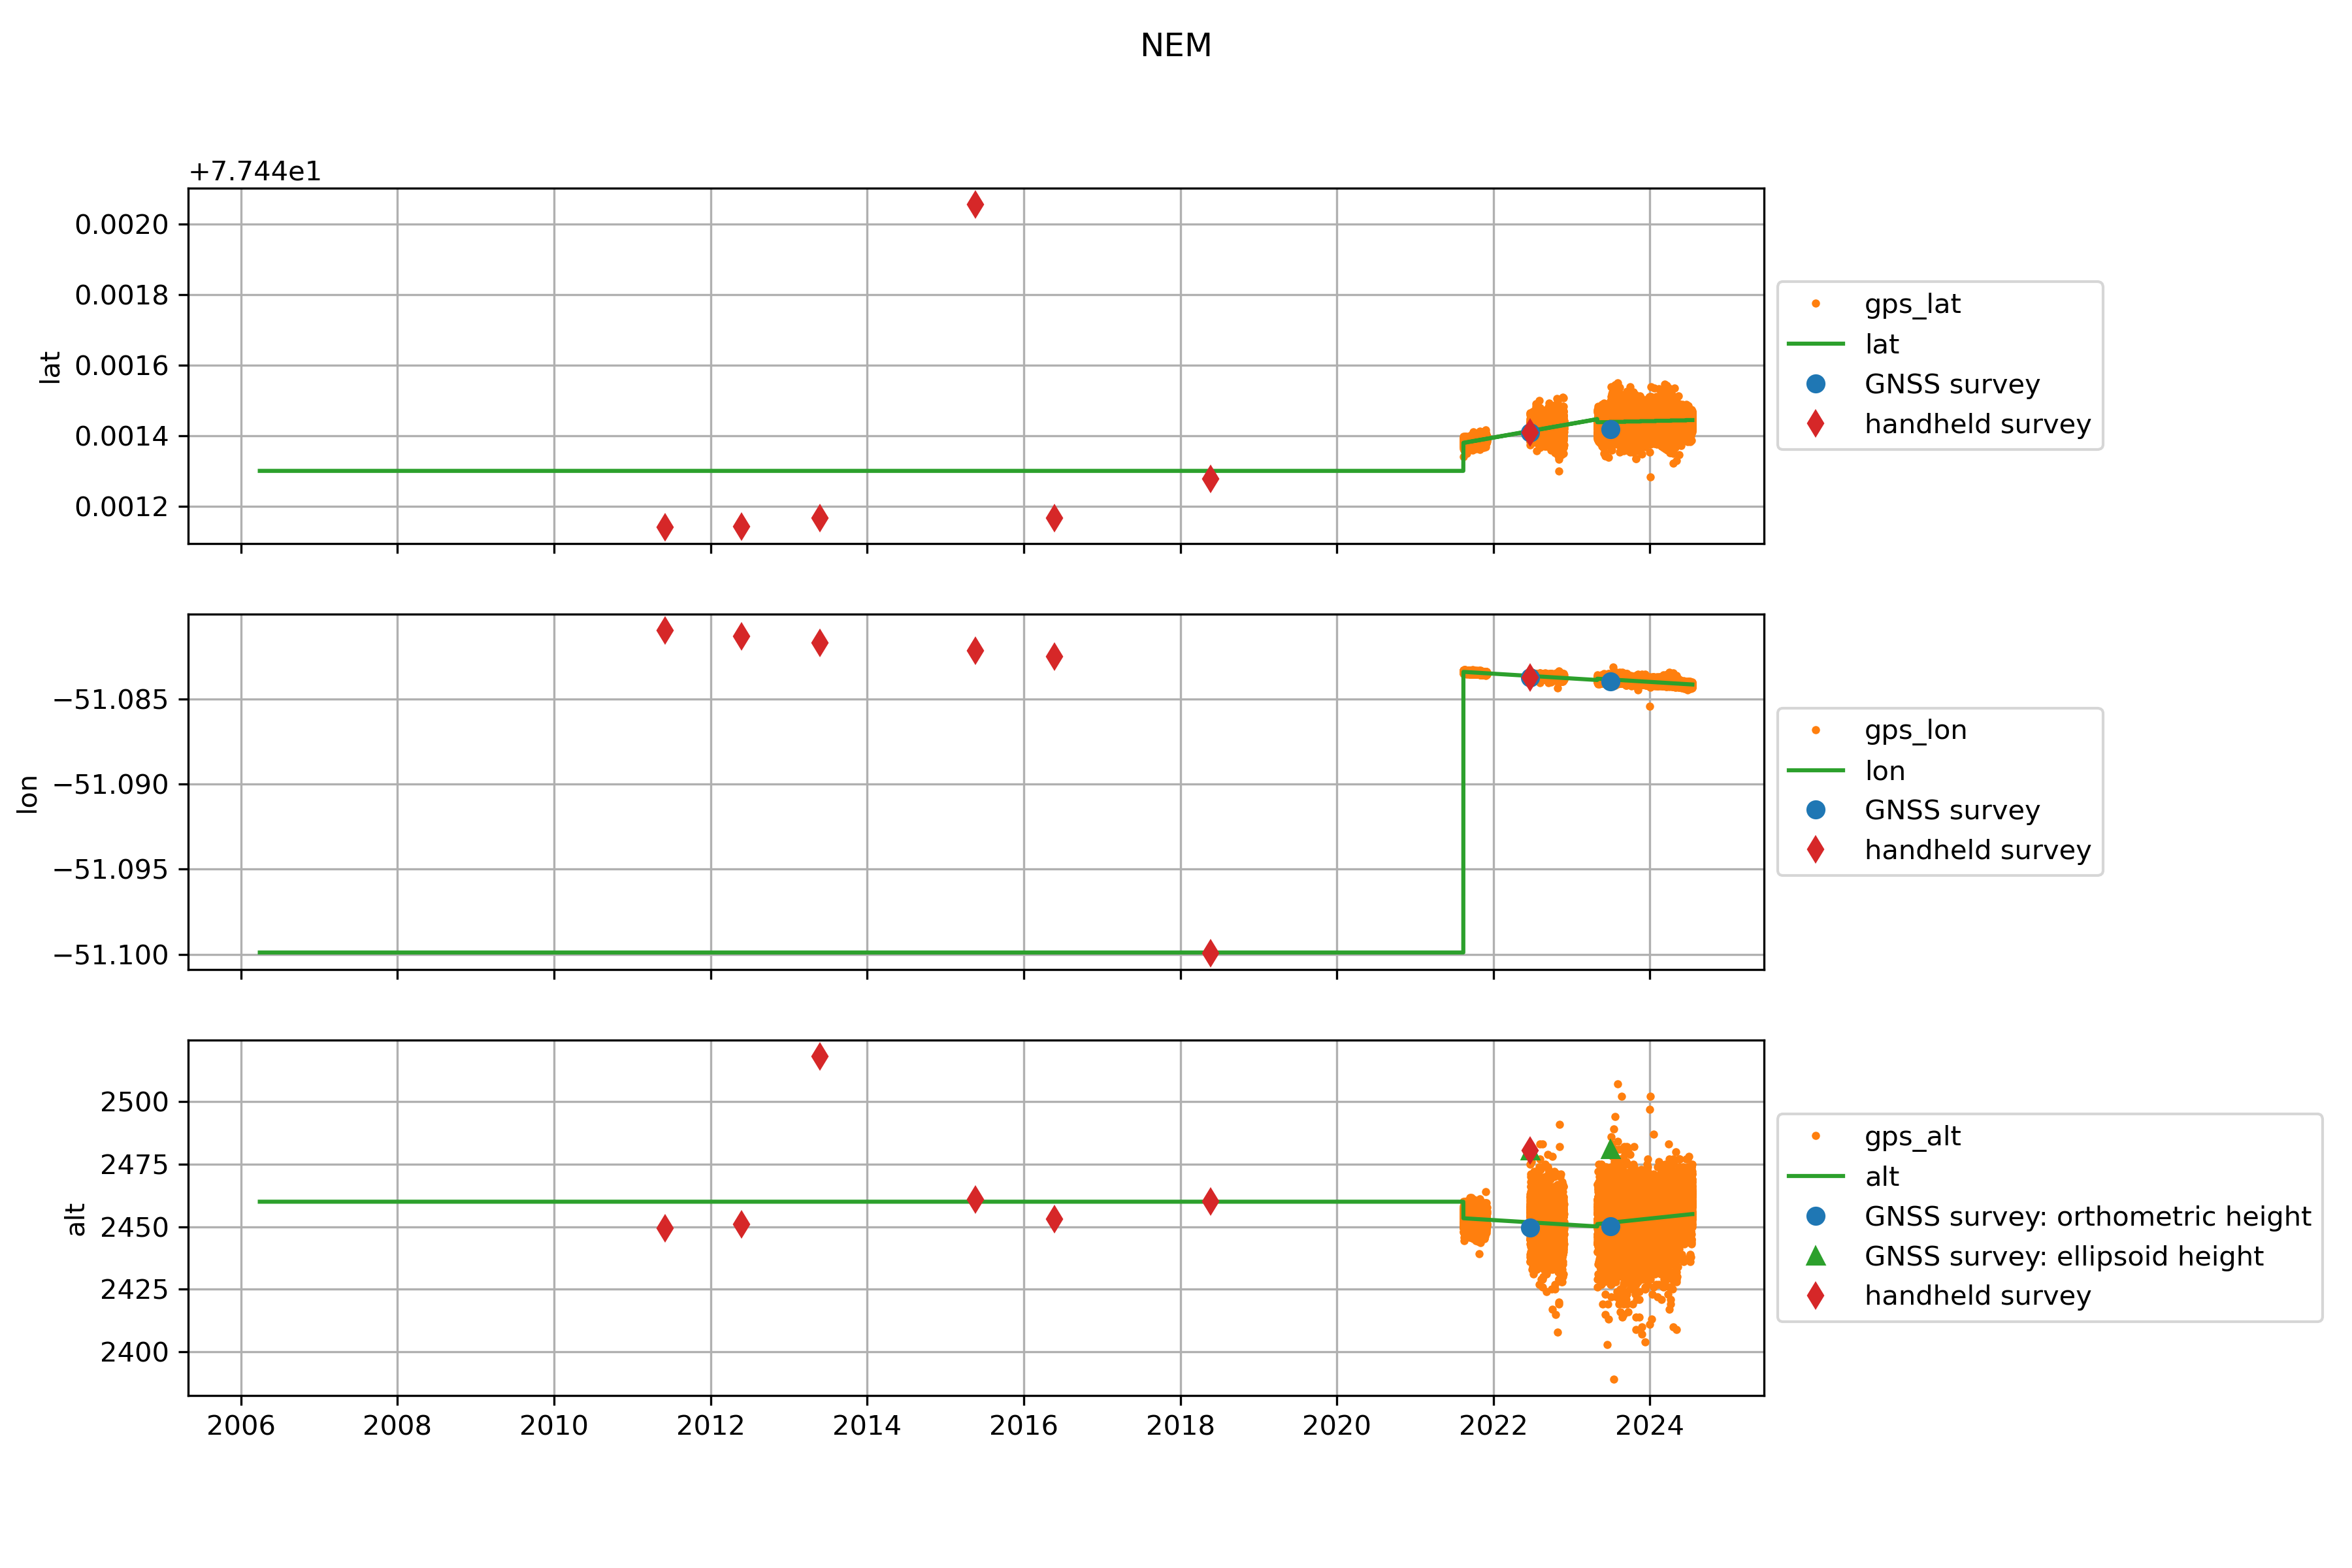 NEM
+7.744e1
0.0020
0.0018
0.0016
0.0014
0.0012
lat
gps_lat
lat
GNSS survey
handheld survey
−51.085
−51.090
−51.095
−51.100
lon
gps_lon
lon
GNSS survey
handheld survey
2500
2475
2450
2425
2400
alt
gps_alt
alt
GNSS survey: orthometric height
GNSS survey: ellipsoid height
handheld survey
2006 2008 2010 2012 2014 2016 2018 2020 2022 2024